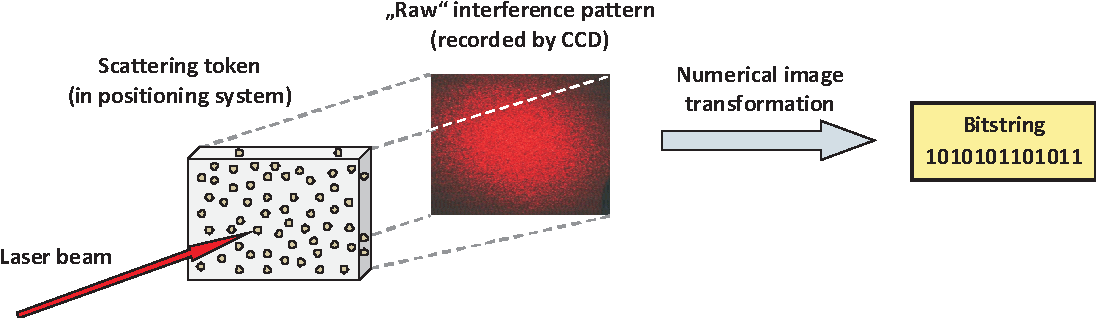 „Raw“ interference pattern
(recorded by CCD)
Scattering token
(in positioning system)
Numerical image
transformation
Bitstring
1010101101011
Laser beam